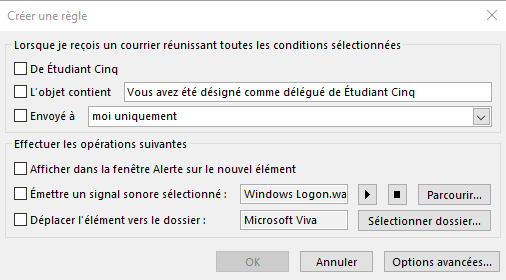 Créer une règle
Lorsque je reçois un courrier réunissant toutes les conditions sélectionnées
De Étudiant Cinq
L'objet contient Vous avez été désigné comme délégué de Étudiant Cinq
Envoyé à moi uniquement
Effectuer les opérations suivantes
Afficher dans la fenêtre Alerte sur le nouvel élément
Émettre un signal sonore sélectionné : Windows Logon.wa Parcourir...
Déplacer l'élément vers le dossier : Microsoft Viva Sélectionner dossier...
OK Annuler Options avancées...